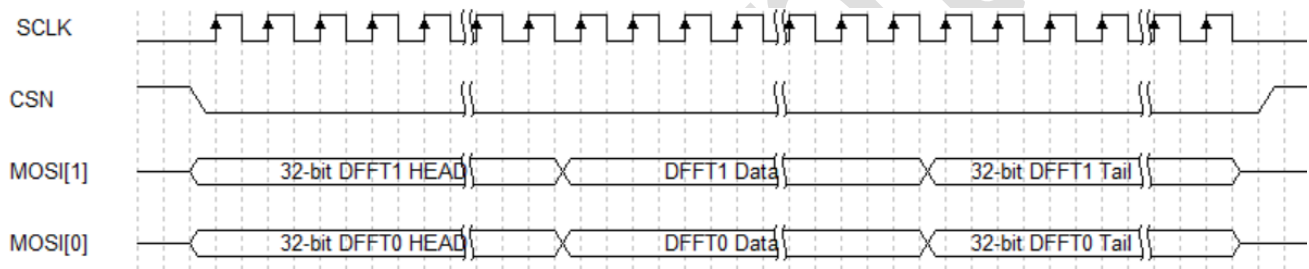 SCLK
CSN
MOSI[1] 32-bit DFFT1 HEAD DFFT1 Data 32-bit DFFT1 Tail
MOSI[0] 32-bit DFFT0 HEAD DFFT0 Data 32-bit DFFT0 Tail